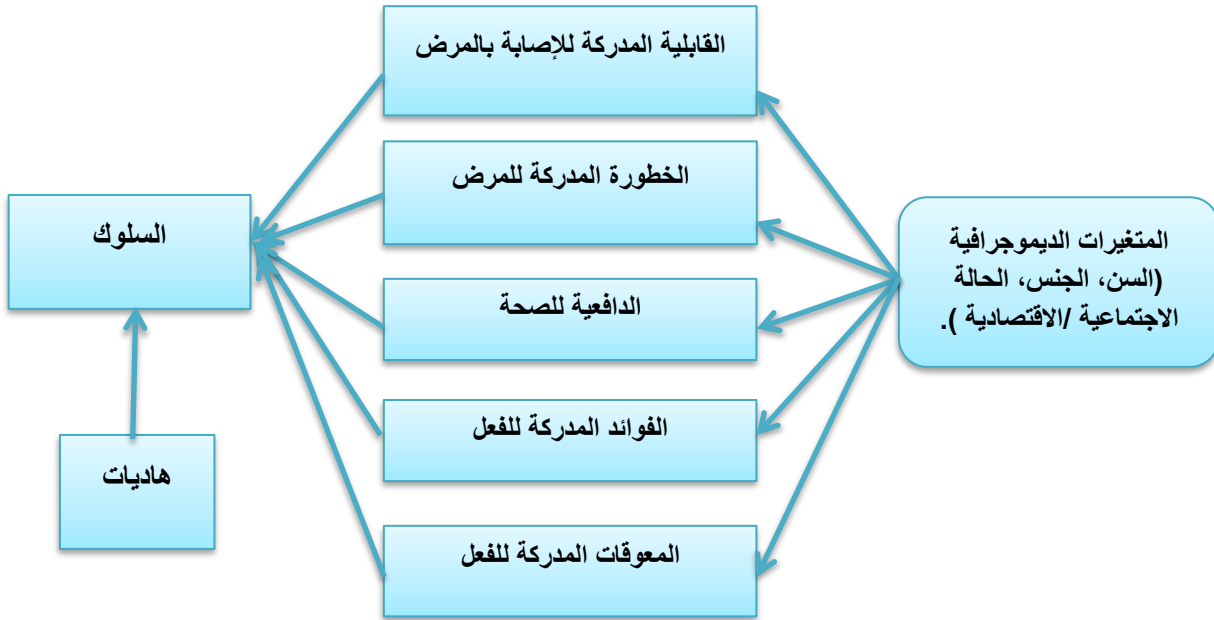 القابلية المدركة للإصابة بالمرض
الخطورة المدركة للمرض
المتغيرات الديموجرافية
(السن، الجنس، الحالة
الاجتماعية /الاقتصادية ).
السلوك
الدافعية للصحة
الفوائد المدركة للفعل
هاديات
المعوقات المدركة للفعل